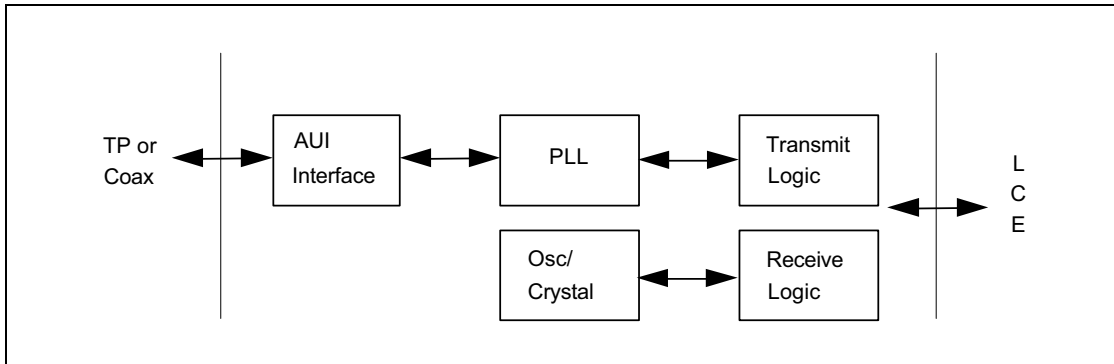 TP or
Coax
AUI
Interface
PLL
Transmit
Logic
L
C
E
Osc/
Crystal
Receive
Logic